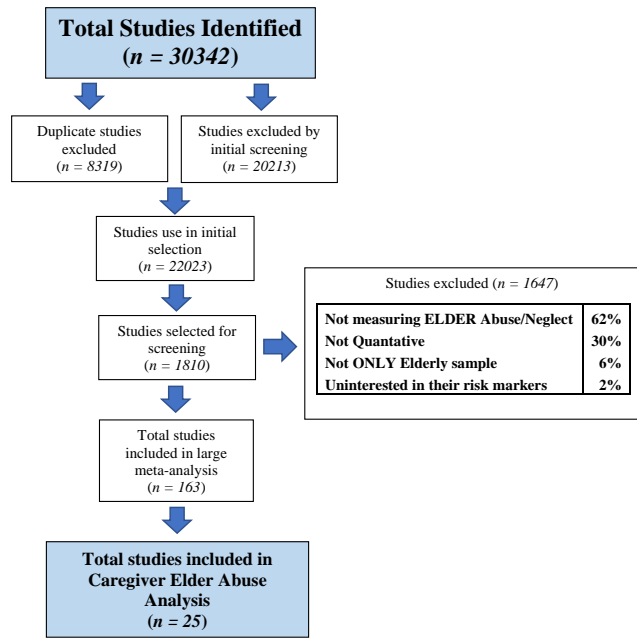 Total Studies Identified
(n = 30342)
Duplicate studies
excluded
(n = 8319)
Studies excluded by
initial screening
(n = 20213)
Studies use in initial
selection
(n = 22023)
Studies selected for
screening
(n = 1810)
Studies excluded (n = 1647)
Not measuring ELDER Abuse/Neglect 62%
Not Quantative 30%
Not ONLY Elderly sample 6%
Uninterested in their risk markers 2%
Total studies
included in large
meta-analysis
(n = 163)
Total studies included in
Caregiver Elder Abuse
Analysis
(n = 25)